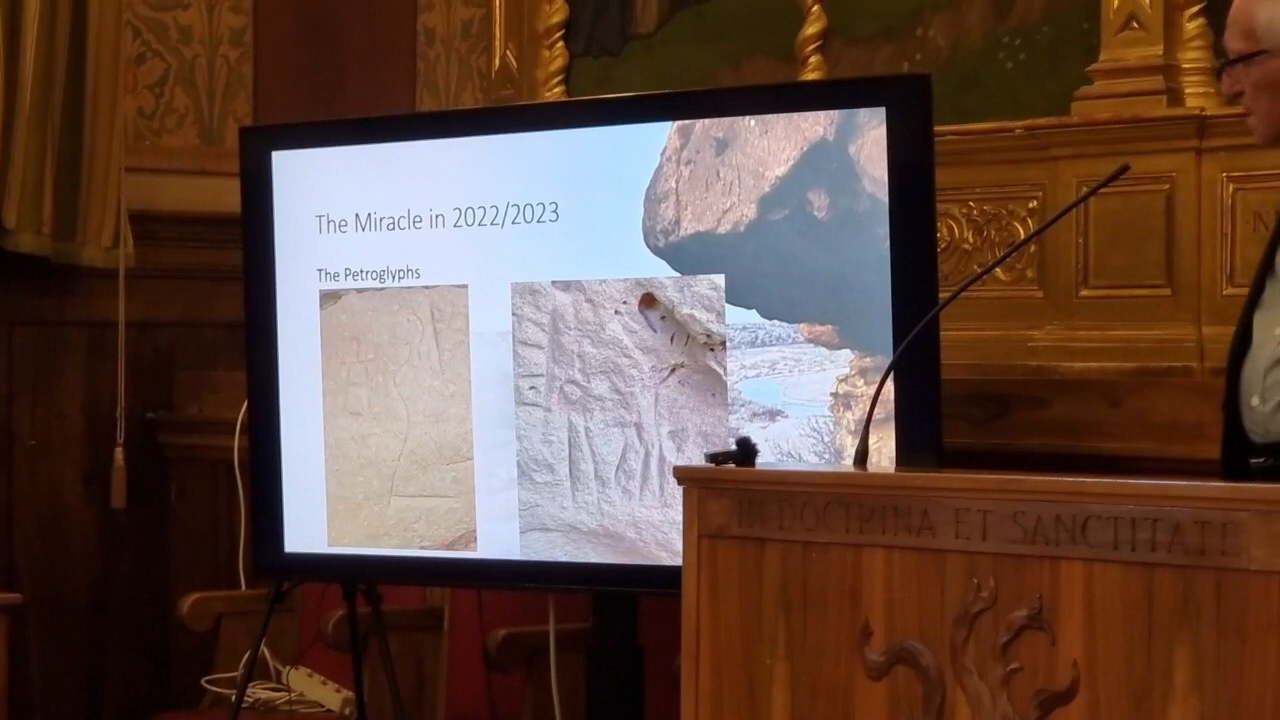 The Miracle in 2022/2023
The Petroglyphs
IN DOCTRINA ET SANCTITATE